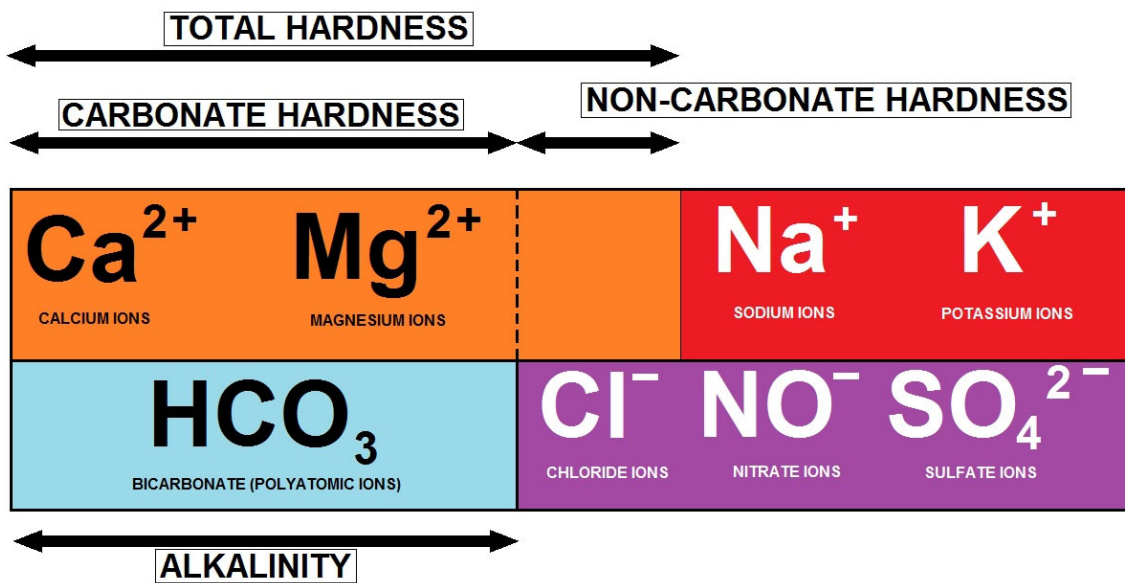 TOTAL HARDNESS
CARBONATE HARDNESS
NON-CARBONATE HARDNESS
Ca²⁺
Mg²⁺
Na⁺
K⁺
CALCIUM IONS
MAGNESIUM IONS
SODIUM IONS
POTASSIUM IONS
HCO₃
Cl⁻
NO⁻
SO₄²⁻
BICARBONATE (POLYATOMIC IONS)
CHLORIDE IONS
NITRATE IONS
SULFATE IONS
ALKALINITY